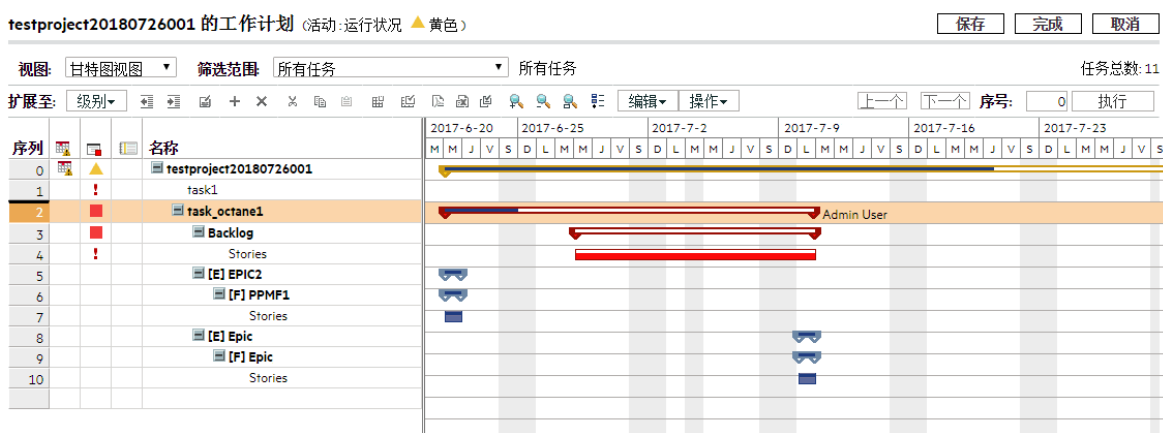 testproject20180726001 的工作计划 (活动:运行状况 黄色)
保存 完成 取消
视图: 甘特图视图 筛选范围: 所有任务 所有任务 任务总数: 11
扩展至: 级别 编辑 操作 上一个 下一个 序号: 0 执行
2017-6-20 2017-6-25 2017-7-2 2017-7-9 2017-7-16 2017-7-23
序列 名称 M M J V S D L M M J V S D L M M J V S D L M M J V S D L M M J V S D L M M J V S
0 testproject20180726001
1 task1
2 task_octane1 Admin User
3 Backlog
4 Stories
5 [E] EPIC2
6 [F] PPMF1
7 Stories
8 [E] Epic
9 [F] Epic
10 Stories